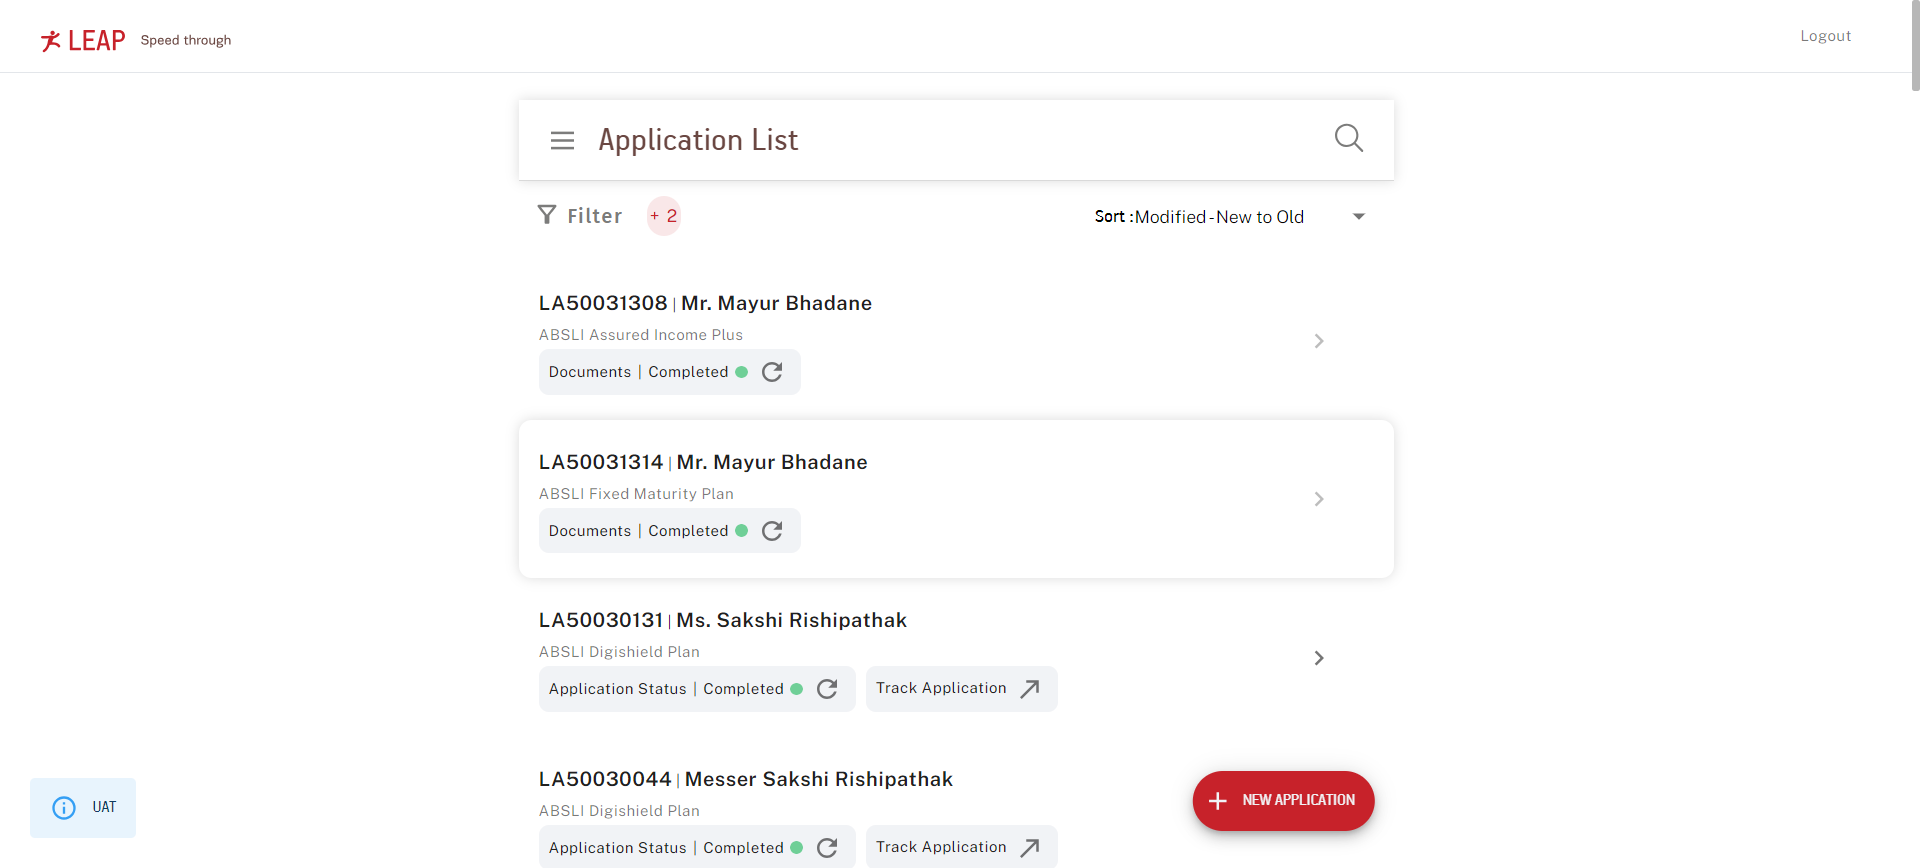 LEAP Speed through
Logout
Application List
Filter + 2
Sort :Modified - New to Old
LA50031308 | Mr. Mayur Bhadane
ABSLI Assured Income Plus
Documents | Completed
LA50031314 | Mr. Mayur Bhadane
ABSLI Fixed Maturity Plan
Documents | Completed
LA50030131 | Ms. Sakshi Rishipathak
ABSLI Digishield Plan
Application Status | Completed Track Application
LA50030044 | Messer Sakshi Rishipathak
ABSLI Digishield Plan
Application Status | Completed Track Application
+ NEW APPLICATION
UAT